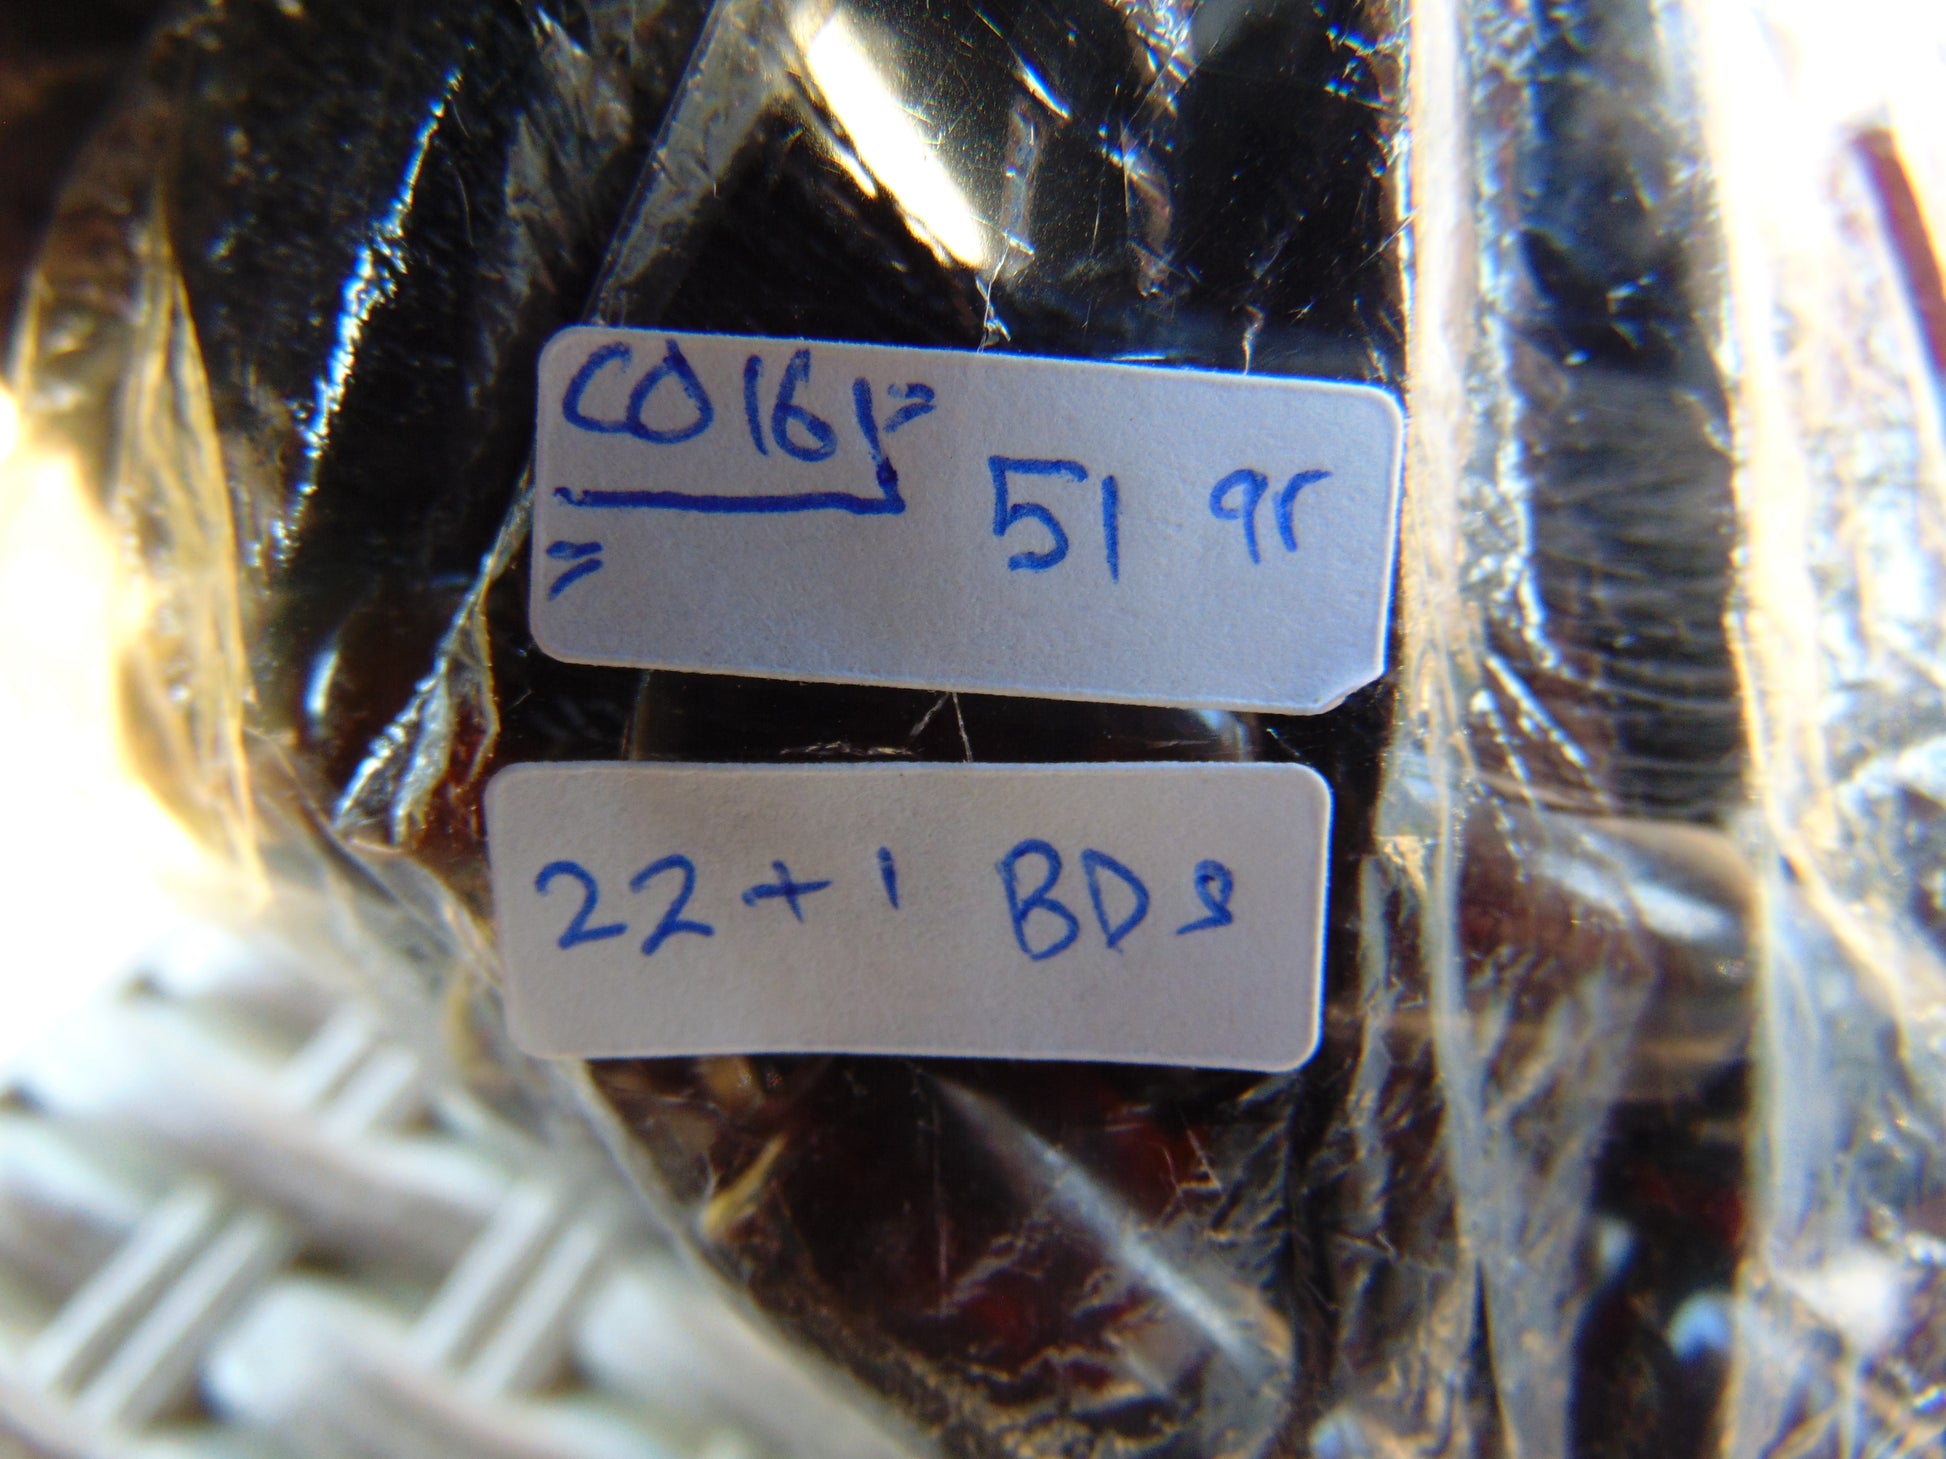 CO161=
= 51 gr
22+1 BDs